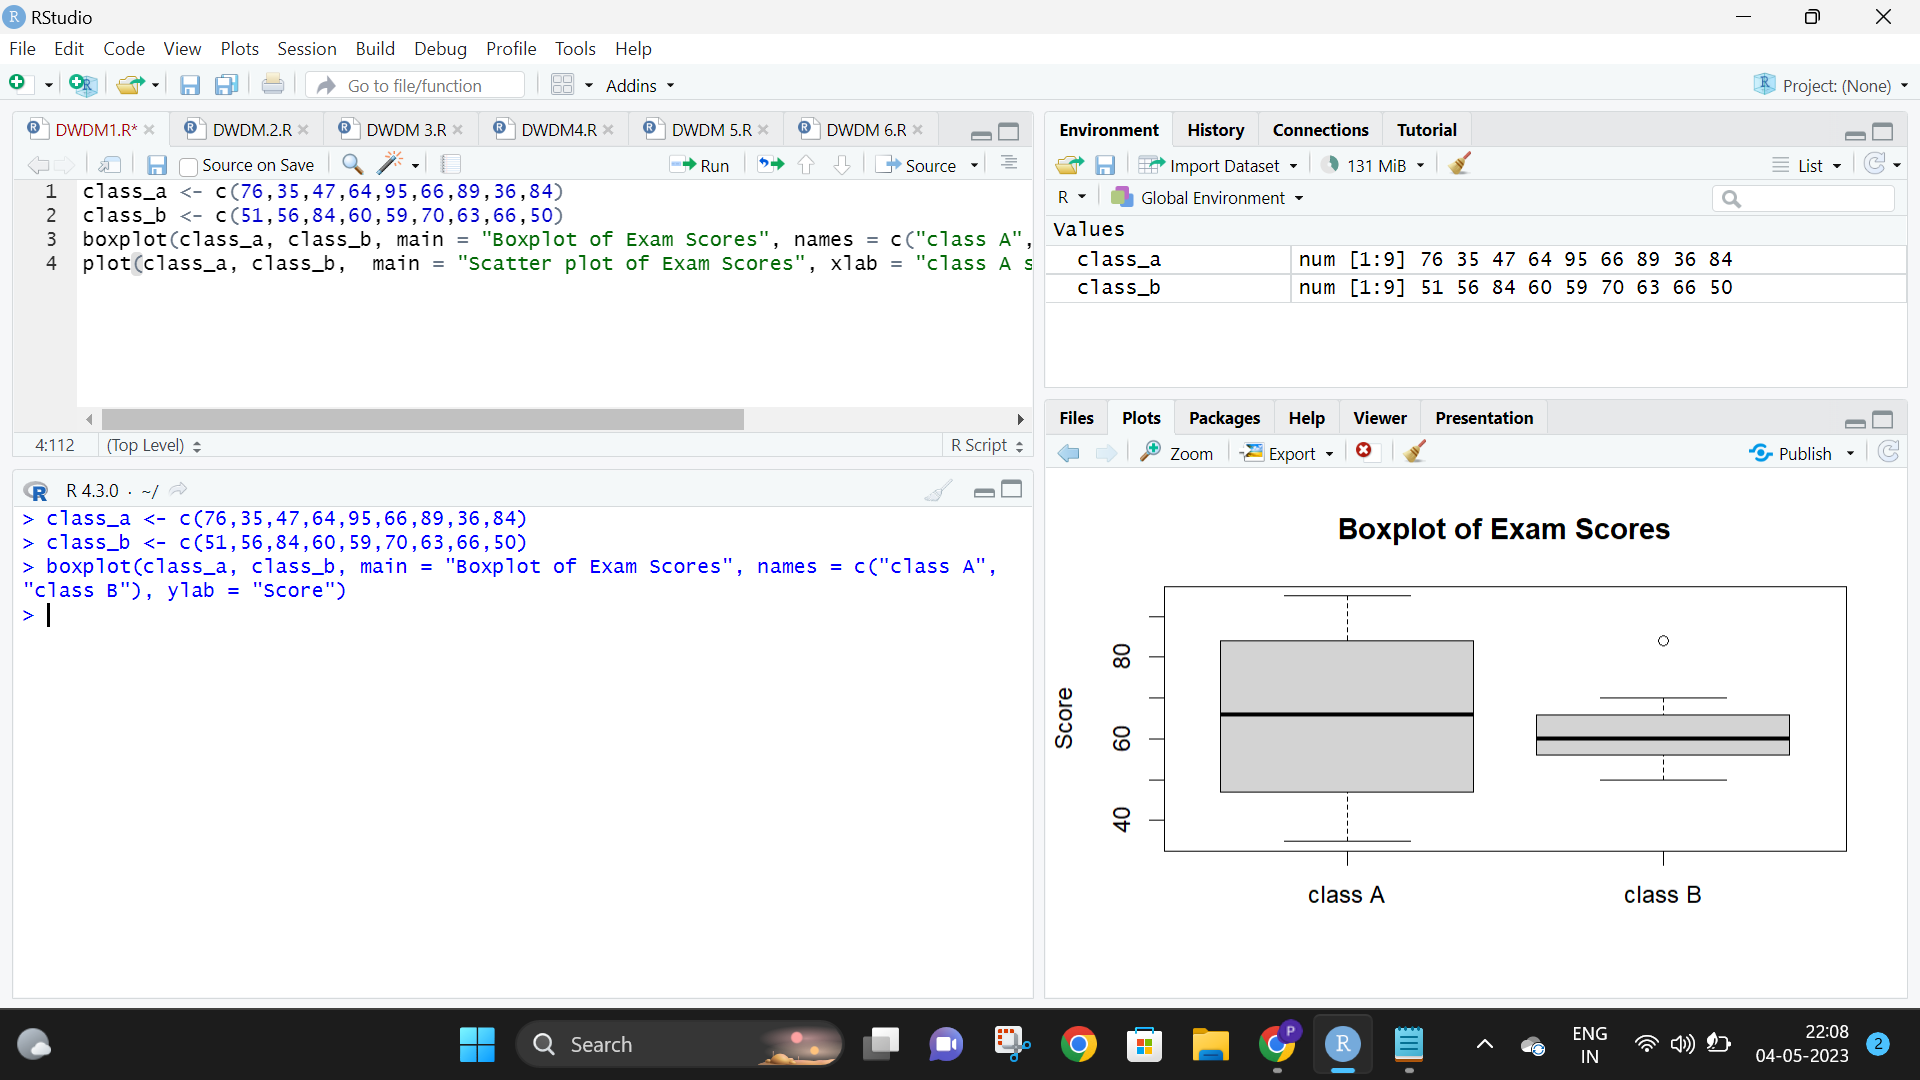 RStudio
File Edit Code View Plots Session Build Debug Profile Tools Help
Go to file/function Addins Project: (None)
DWDM1.R* DWDM.2.R DWDM 3.R DWDM4.R DWDM 5.R DWDM 6.R
Source on Save Run Source
1 class_a <- c(76,35,47,64,95,66,89,36,84)
2 class_b <- c(51,56,84,60,59,70,63,66,50)
3 boxplot(class_a, class_b, main = "Boxplot of Exam Scores", names = c("class A",
4 plot(class_a, class_b,  main = "Scatter plot of Exam Scores", xlab = "class A s
4:112 (Top Level) R Script
R 4.3.0 · ~/
> class_a <- c(76,35,47,64,95,66,89,36,84)
> class_b <- c(51,56,84,60,59,70,63,66,50)
> boxplot(class_a, class_b, main = "Boxplot of Exam Scores", names = c("class A",
"class B"), ylab = "Score")
>
Environment History Connections Tutorial
Import Dataset 131 MiB List
R Global Environment
Values
class_a num [1:9] 76 35 47 64 95 66 89 36 84
class_b num [1:9] 51 56 84 60 59 70 63 66 50
Files Plots Packages Help Viewer Presentation
Zoom Export Publish
Boxplot of Exam Scores
Score
80
60
40
class A class B
Search
P
R
ENG
IN
22:08
04-05-2023
2